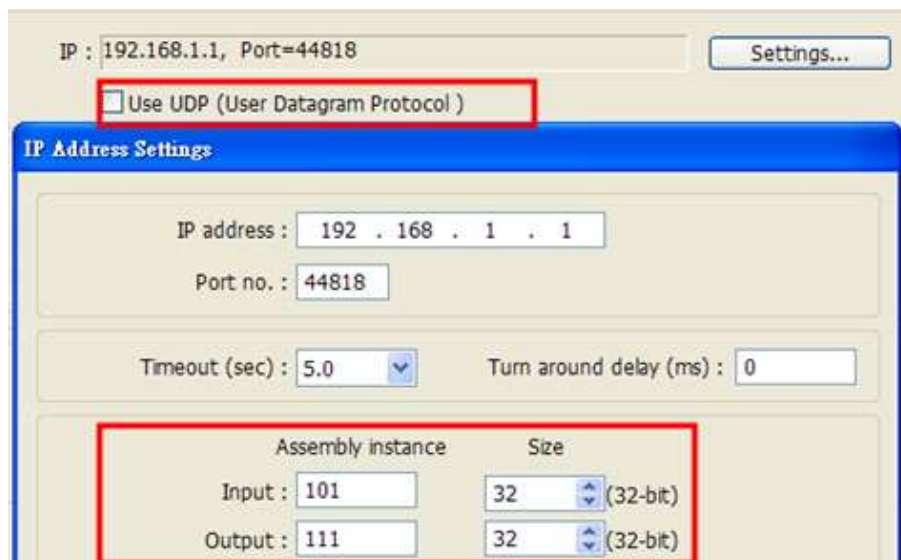 IP : 192.168.1.1, Port=44818 Settings...
Use UDP (User Datagram Protocol )
IP Address Settings
IP address : 192 . 168 . 1 . 1
Port no. : 44818
Timeout (sec) : 5.0 Turn around delay (ms) : 0
Assembly instance Size
Input : 101 32 (32-bit)
Output : 111 32 (32-bit)